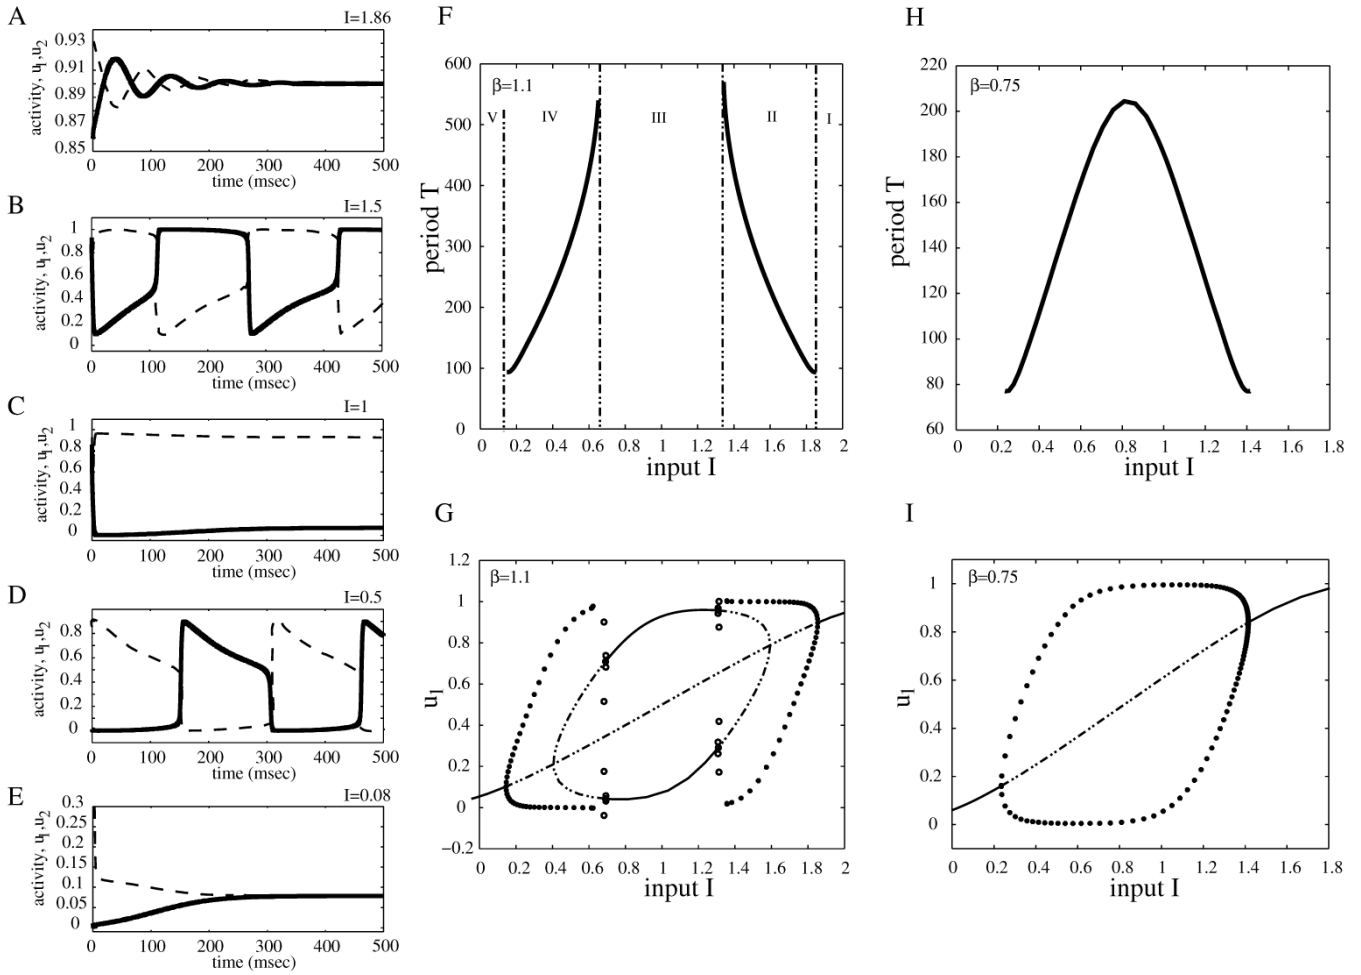 A
I=1.86
activity, u1,u2
0.93
0.91
0.89
0.87
0.85
0 100 200 300 400 500
time (msec)
B
I=1.5
activity, u1,u2
1
0.8
0.6
0.4
0.2
0
0 100 200 300 400 500
time (msec)
C
I=1
activity, u1,u2
1
0.8
0.6
0.4
0.2
0
0 100 200 300 400 500
time (msec)
D
I=0.5
activity, u1,u2
0.8
0.6
0.4
0.2
0
0 100 200 300 400 500
time (msec)
E
I=0.08
activity, u1,u2
0.3
0.25
0.2
0.15
0.1
0.05
0
0 100 200 300 400 500
time (msec)
F
β=1.1
V IV III II I
period T
600
500
400
300
200
100
0
0 0.2 0.4 0.6 0.8 1 1.2 1.4 1.6 1.8 2
input I
G
β=1.1
u1
1.2
1
0.8
0.6
0.4
0.2
0
−0.2
0 0.2 0.4 0.6 0.8 1 1.2 1.4 1.6 1.8 2
input I
H
β=0.75
period T
220
200
180
160
140
120
100
80
60
0 0.2 0.4 0.6 0.8 1 1.2 1.4 1.6 1.8
input I
I
β=0.75
u1
1
0.8
0.6
0.4
0.2
0
0 0.2 0.4 0.6 0.8 1 1.2 1.4 1.6 1.8
input I